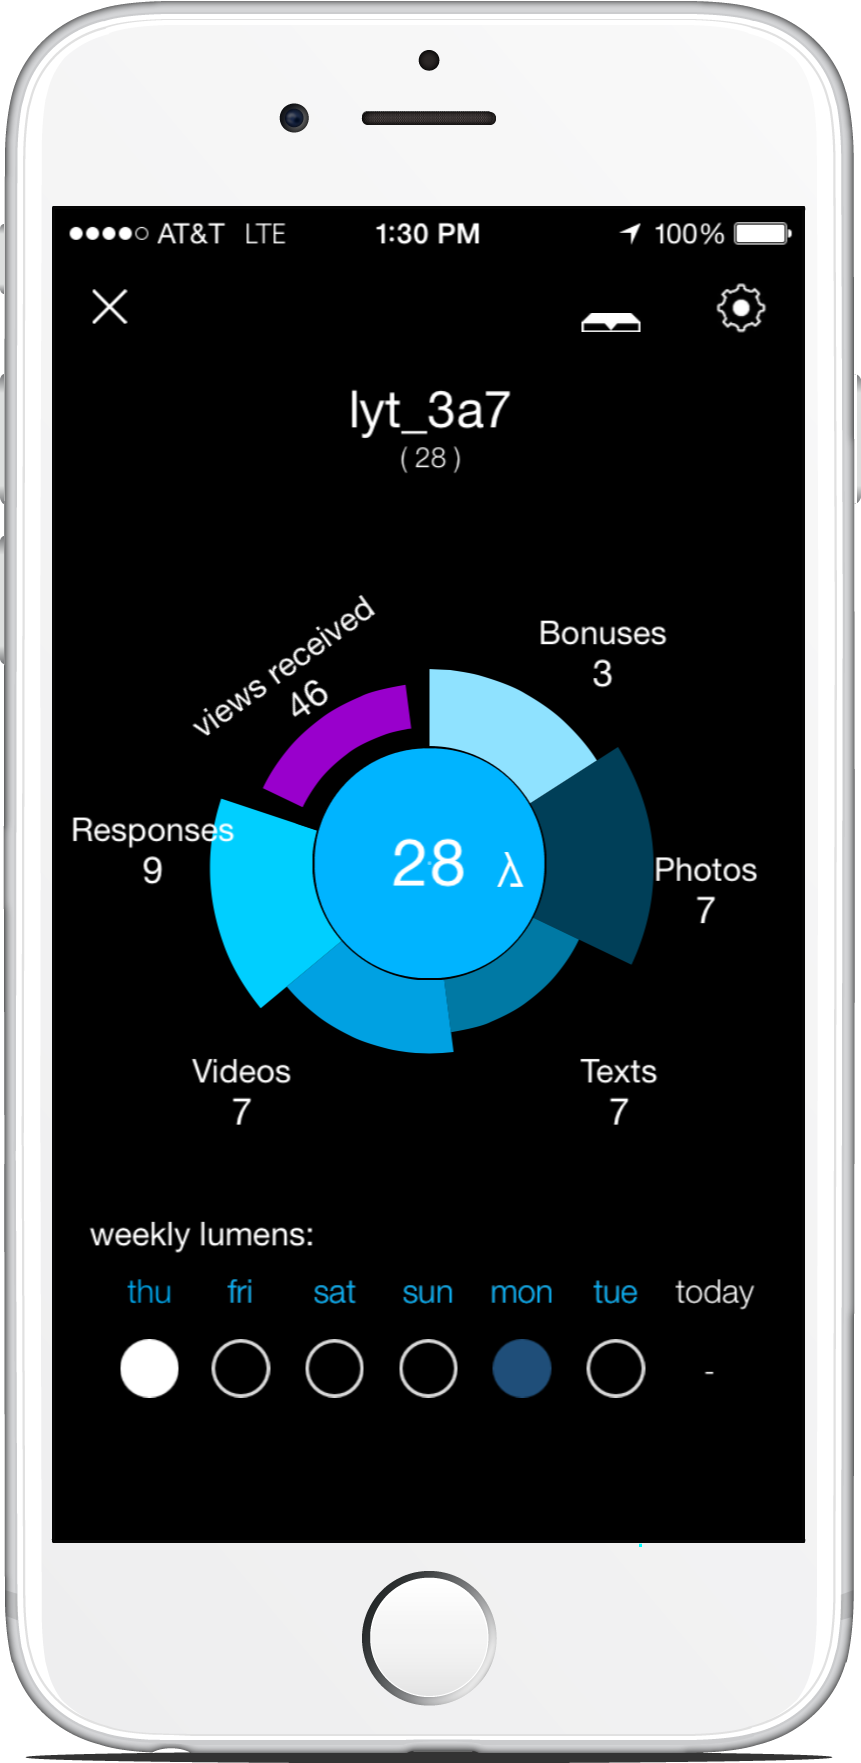 AT&T LTE 1:30 PM 100%
lyt_3a7
( 28 )
views received
46
Bonuses
3
Responses
9
28 λ
Photos
7
Videos
7
Texts
7
weekly lumens:
thu fri sat sun mon tue today
-